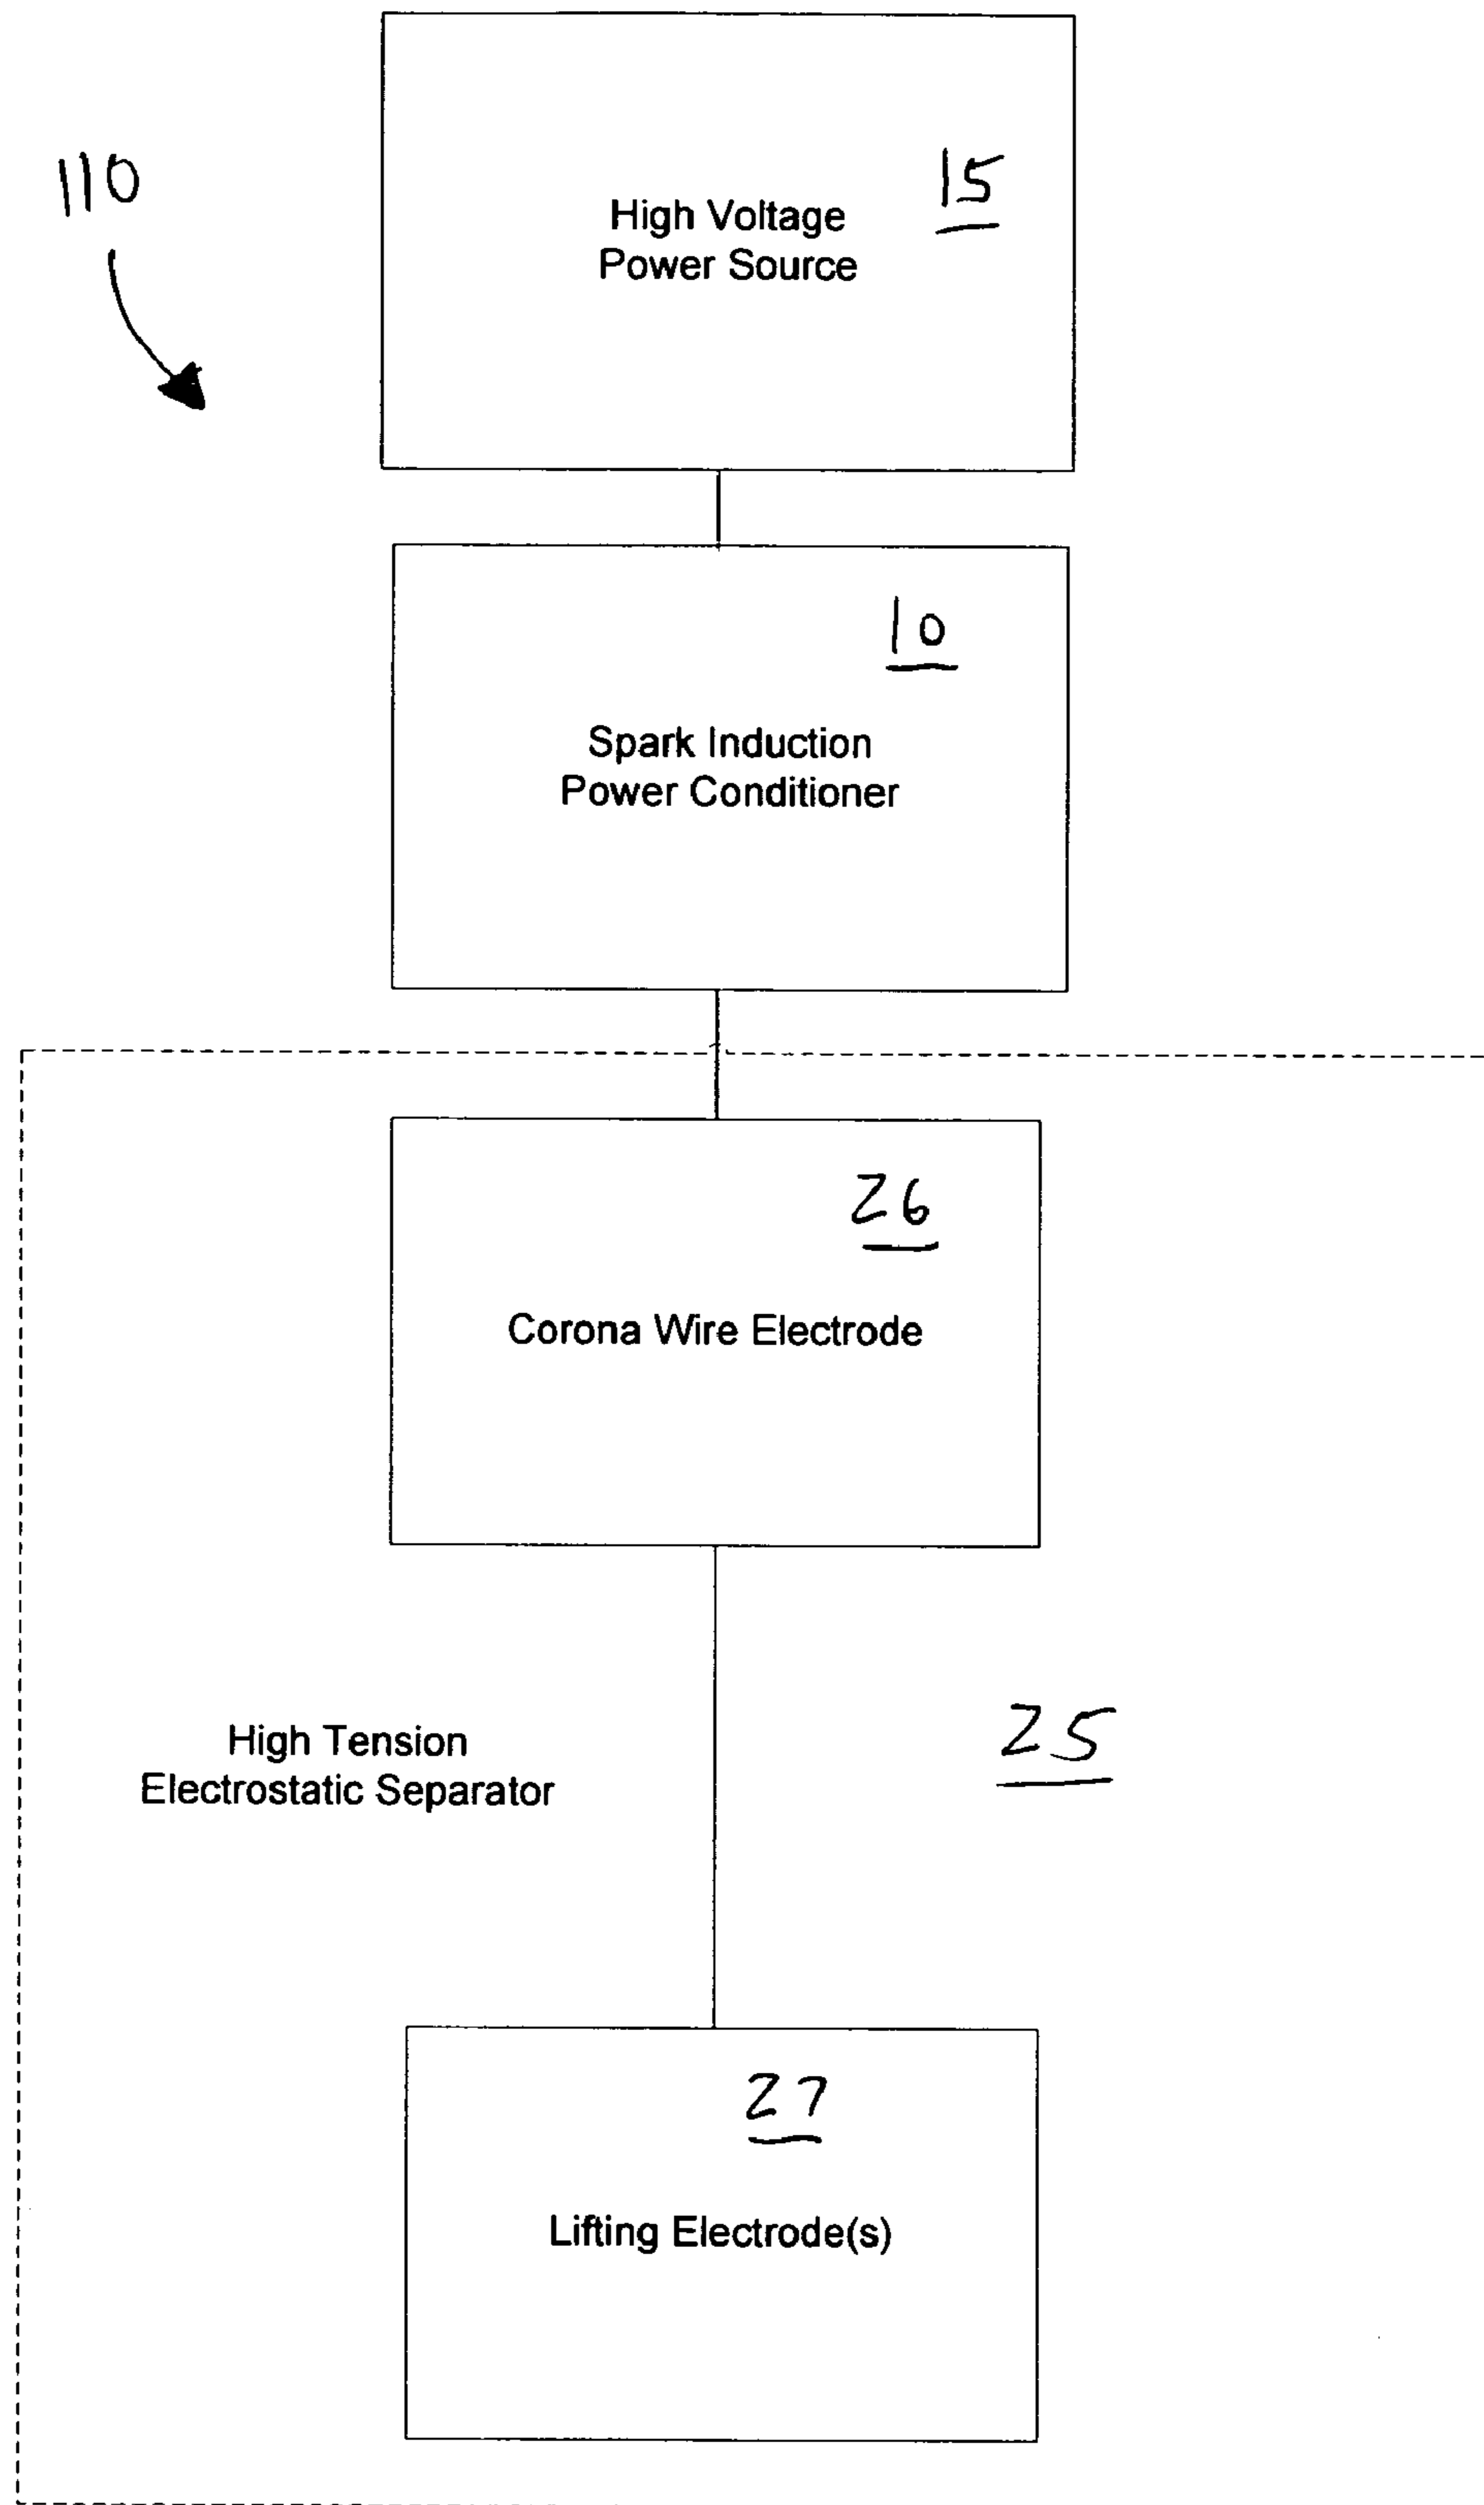 110
15
High Voltage
Power Source
10
Spark Induction
Power Conditioner
26
Corona Wire Electrode
High Tension
Electrostatic Separator
25
27
Lifting Electrode(s)